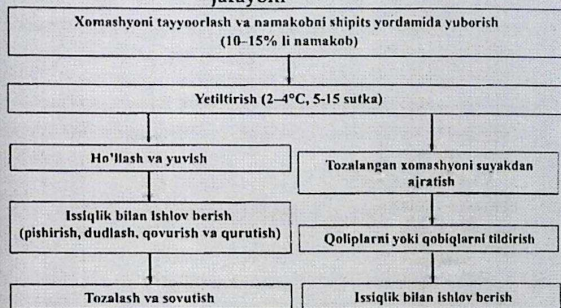 jarayoni
Xomashyoni tayyoorlash va namakobni shipits yordamida yuborish
(10–15% li namakob)
Yetiltirish (2–4°C, 5-15 sutka)
Ho'llash va yuvish
Tozalangan xomashyoni suyakdan
ajratish
Issiqlik bilan ishlov berish
(pishirish, dudlash, qovurish va qurutish)
Qoliplarni yoki qobiqlarni tildirish
Tozalash va sovutish
Issiqlik bilan ishlov berish